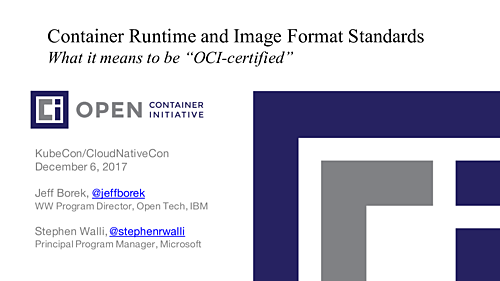 Container Runtime and Image Format Standards
What it means to be “OCI-certified”
Ci OPEN CONTAINER INITIATIVE
KubeCon/CloudNativeCon
December 6, 2017
Jeff Borek, @jeffborek
WW Program Director, Open Tech, IBM
Stephen Walli, @stephenrwalli
Principal Program Manager, Microsoft